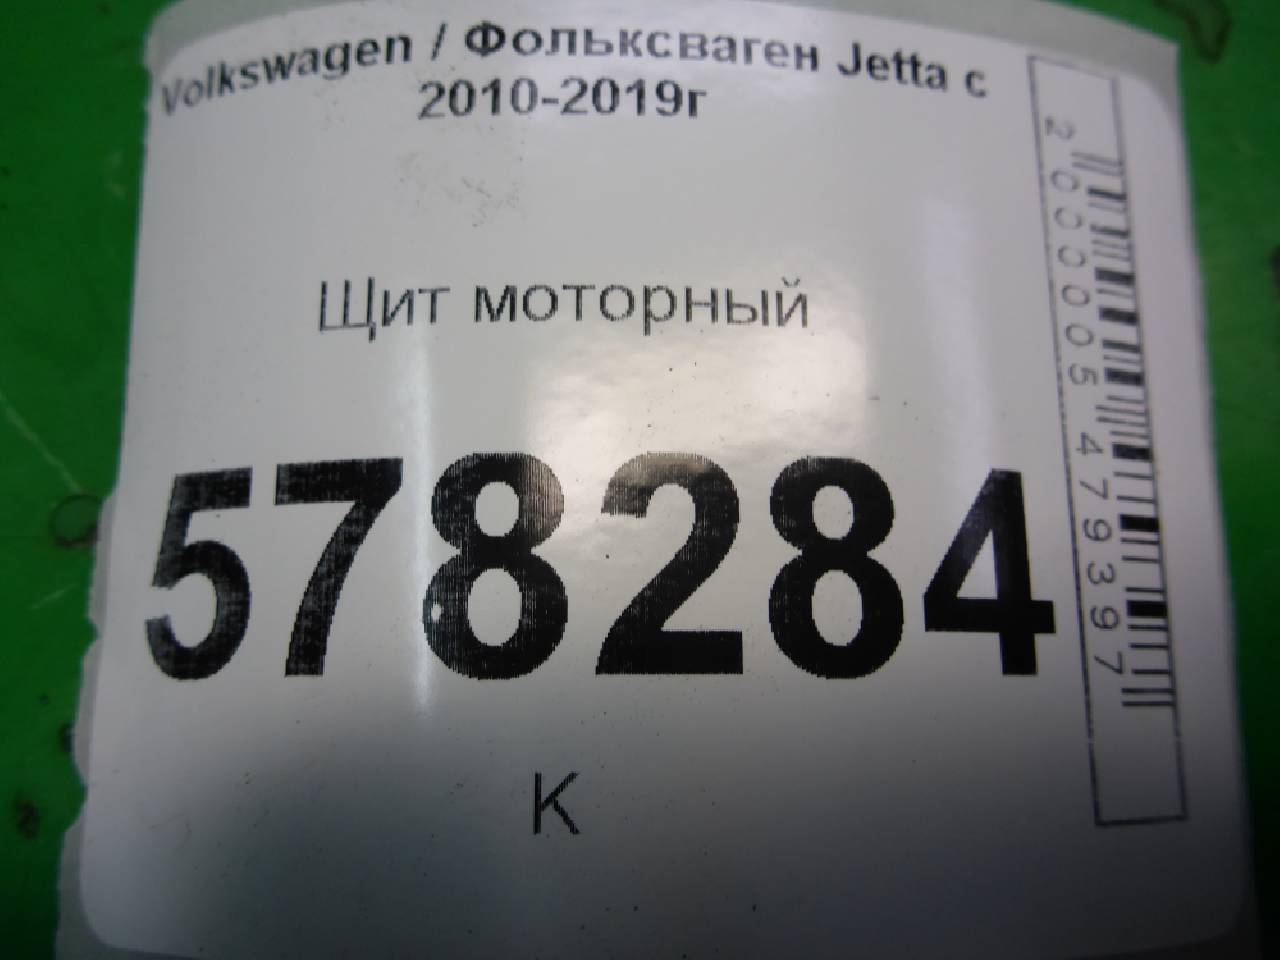 Volkswagen / Фольксваген Jetta с
2010-2019г
Щит моторный
578284
К
2000005479397